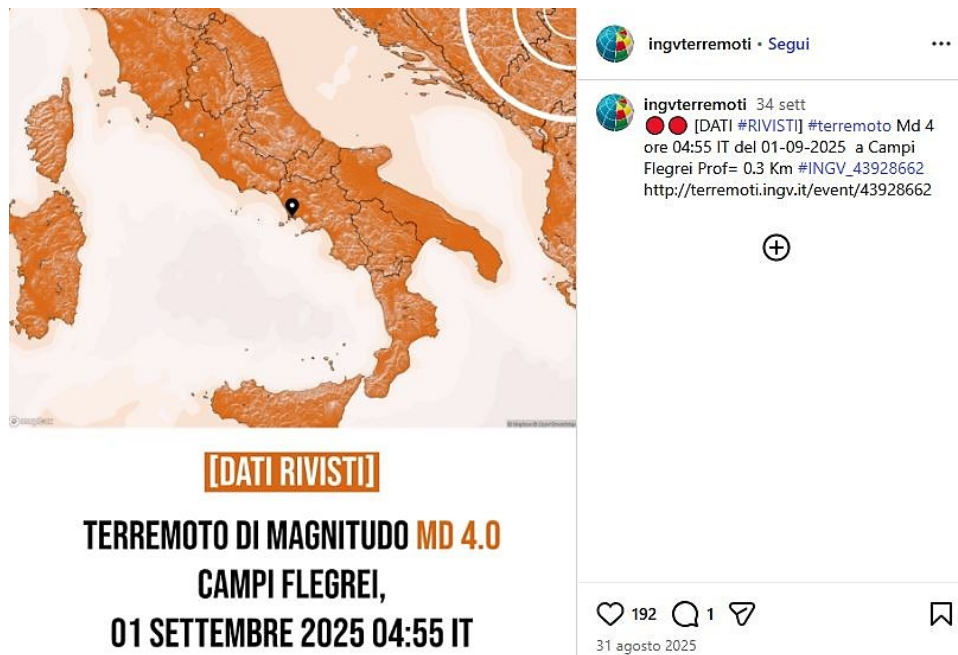 [DATI RIVISTI]
TERREMOTO DI MAGNITUDO MD 4.0
CAMPI FLEGREI,
01 SETTEMBRE 2025 04:55 IT
ingvterremoti • Segui
ingvterremoti 34 sett
[DATI #RIVISTI] #terremoto Md 4
ore 04:55 IT del 01-09-2025 a Campi
Flegrei Prof= 0.3 Km #INGV_43928662
http://terremoti.ingv.it/event/43928662
192 1
31 agosto 2025